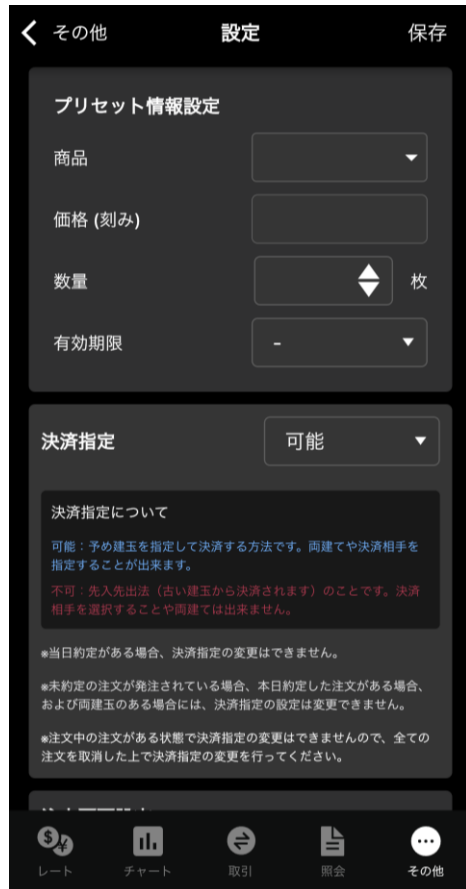 その他
設定
保存
プリセット情報設定
商品
価格 (刻み)
数量
枚
有効期限
-
決済指定
可能
決済指定について
可能：予め建玉を指定して決済する方法です。両建てや決済相手を
指定することが出来ます。
不可：先入先出法（古い建玉から決済されます）のことです。決済
相手を選択することや両建ては出来ません。
※当日約定がある場合、決済指定の変更はできません。
※未約定の注文が発注されている場合、本日約定した注文がある場合、
および両建玉のある場合には、決済指定の設定は変更できません。
※注文中の注文がある状態で決済指定の変更はできませんので、全ての
注文を取消した上で決済指定の変更を行ってください。
レート
チャート
取引
照会
その他